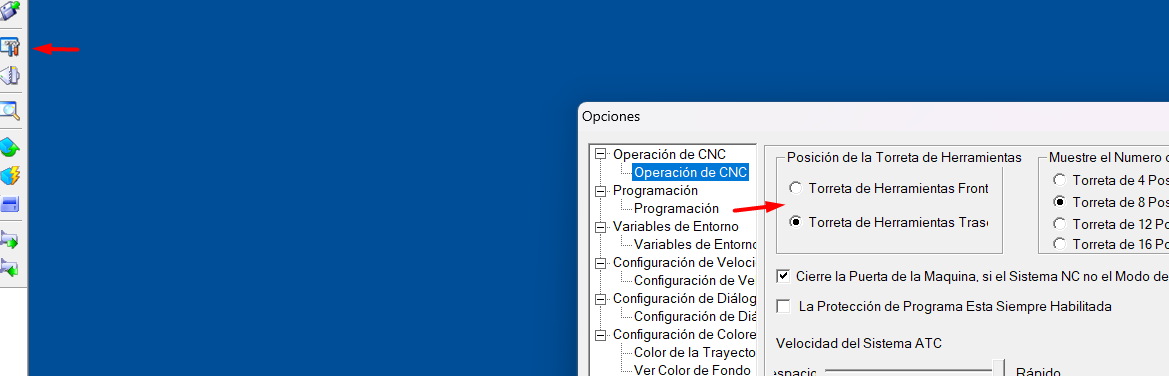 Opciones
Operación de CNC
Operación de CNC
Programación
Programación
Variables de Entorno
Variables de Entorno
Configuración de Veloci
Configuración de Ve
Configuración de Diálog
Configuración de Diá
Configuración de Colore
Color de la Trayecto
Ver Color de Fondo
Posición de la Torreta de Herramientas
Torreta de Herramientas Front
Torreta de Herramientas Tras
Muestre el Numero
Torreta de 4 Pos
Torreta de 8 Pos
Torreta de 12 Po
Torreta de 16 Po
Cierre la Puerta de la Maquina, si el Sistema NC no el Modo de
La Protección de Programa Esta Siempre Habilitada
Velocidad del Sistema ATC
espacio
Rápido